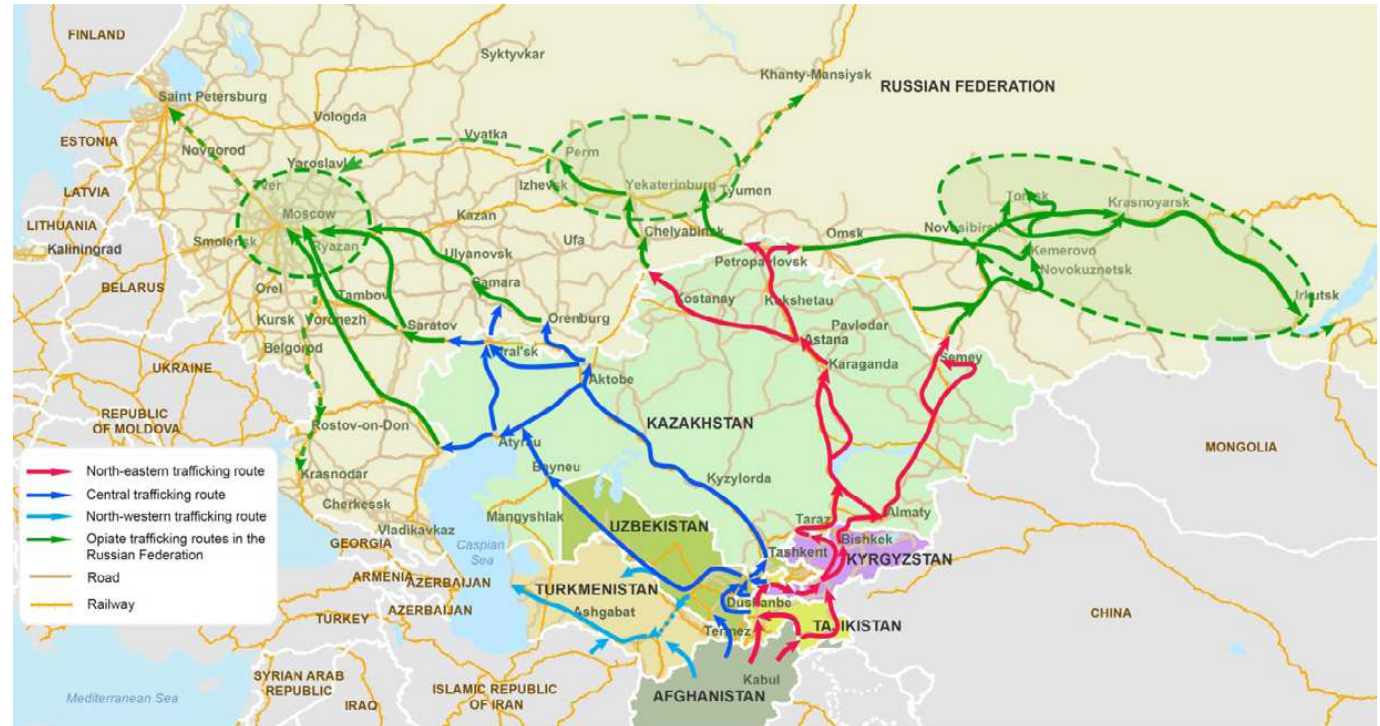 FINLAND
Syktyvkar
Khanty-Mansiysk
RUSSIAN FEDERATION
Saint Petersburg
Vologda
Vyatka
ESTONIA
Novgorod
Yaroslavl
Perm
Izhevsk
Yekaterinburg
Tyumen
LATVIA
Tver
Tomsk
Krasnoyarsk
LITHUANIA
Moscow
Kazan
Kaliningrad
Smolensk
Ryazan
Ufa
Chelyabinsk
Omsk
Novosibirsk
Kemerovo
Ulyanovsk
Petropavlovsk
Novokuznetsk
BELARUS
Orel
Tambov
Samara
Kostanay
Kokshetau
Irkutsk
Kursk
Voronezh
Saratov
Orenburg
Pavlodar
Belgorod
Ural'sk
Astana
Semey
UKRAINE
Aktobe
Karaganda
REPUBLIC
OF MOLDOVA
Rostov-on-Don
Atyrau
KAZAKHSTAN
MONGOLIA
North-eastern trafficking route
Central trafficking route
North-western trafficking route
Opiate trafficking routes in the
Russian Federation
Road
Railway
Krasnodar
Beyneu
Kyzylorda
Cherkessk
Mangyshlak
UZBEKISTAN
Taraz
Almaty
Vladikavkaz
GEORGIA
Caspian
Sea
Tashkent
Bishkek
KYRGYZSTAN
ARMENIA
AZERBAIJAN
TURKMENISTAN
AZERBAIJAN
Ashgabat
Dushanbe
TURKEY
Termez
TAJIKISTAN
CHINA
SYRIAN ARAB
REPUBLIC
Mediterranean Sea
IRAQ
ISLAMIC REPUBLIC
OF IRAN
Kabul
AFGHANISTAN